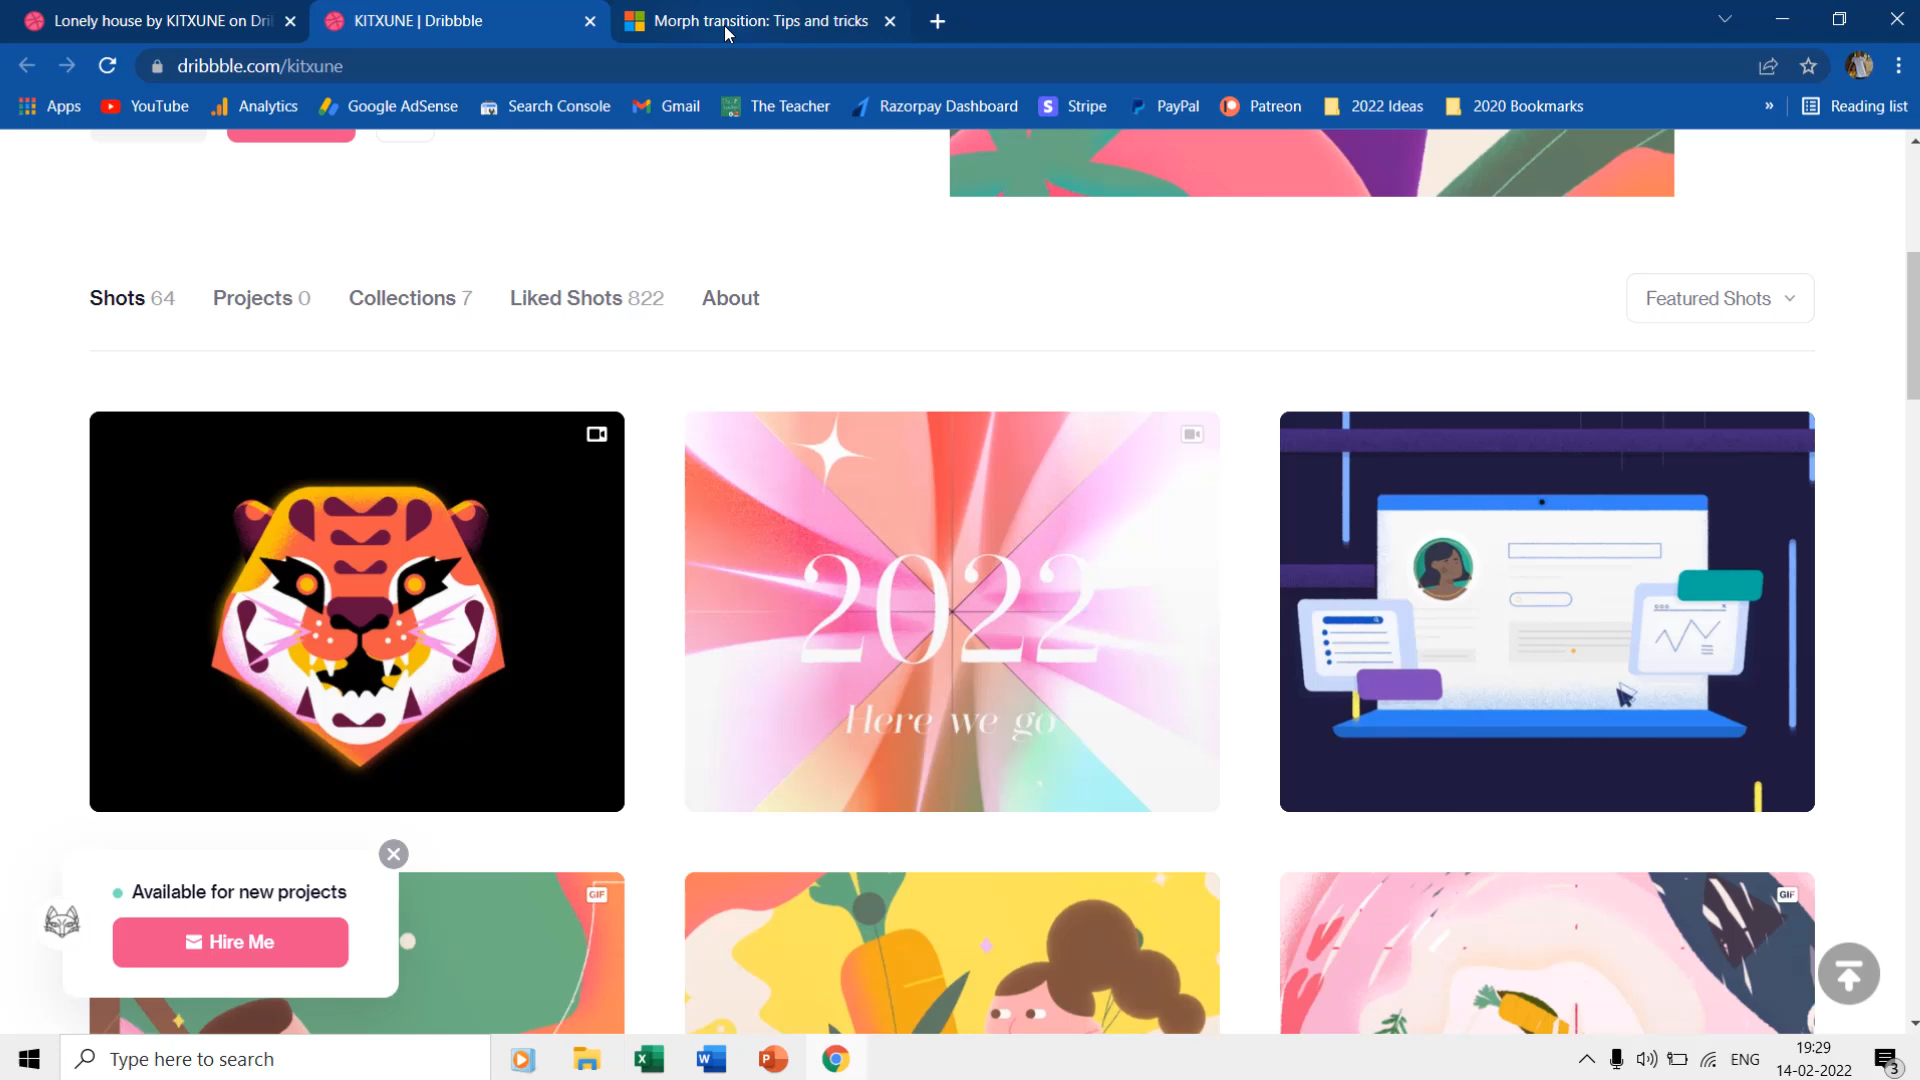 Lonely house by KITXUNE on Dri
KITXUNE | Dribbble
Morph transition: Tips and tricks
dribbble.com/kitxune
Apps
YouTube
Analytics
Google AdSense
Search Console
Gmail
The Teacher
Razorpay Dashboard
Stripe
PayPal
Patreon
2022 Ideas
2020 Bookmarks
»
Reading list
Shots 64
Projects 0
Collections 7
Liked Shots 822
About
Featured Shots
2022
Here we go
GIF
GIF
Available for new projects
Hire Me
Type here to search
ENG
19:29
14-02-2022
3